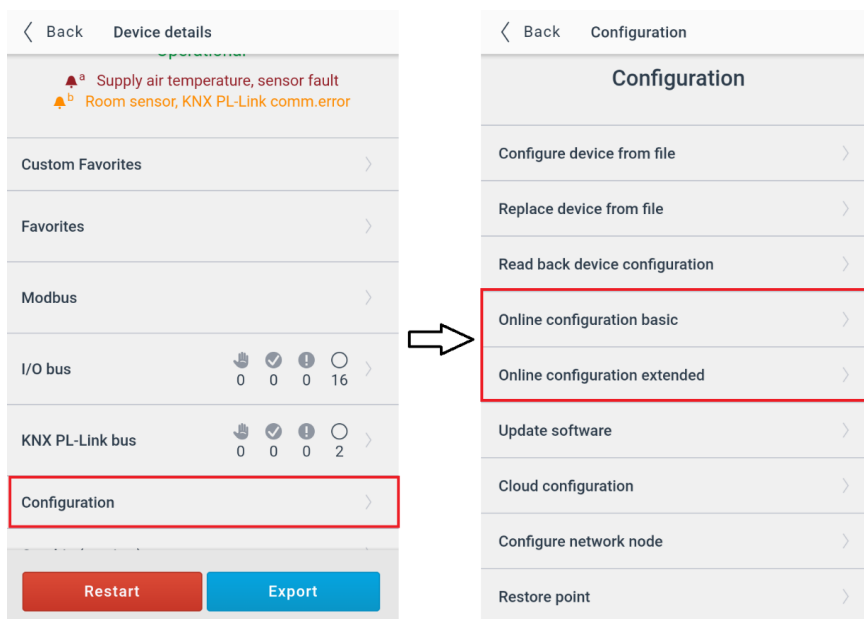 Back Device details
Operational
a Supply air temperature, sensor fault
b Room sensor, KNX PL-Link comm.error
Custom Favorites
Favorites
Modbus
I/O bus
0 0 0 16
KNX PL-Link bus
0 0 0 2
Configuration
Restart Export
Back Configuration
Configuration
Configure device from file
Replace device from file
Read back device configuration
Online configuration basic
Online configuration extended
Update software
Cloud configuration
Configure network node
Restore point